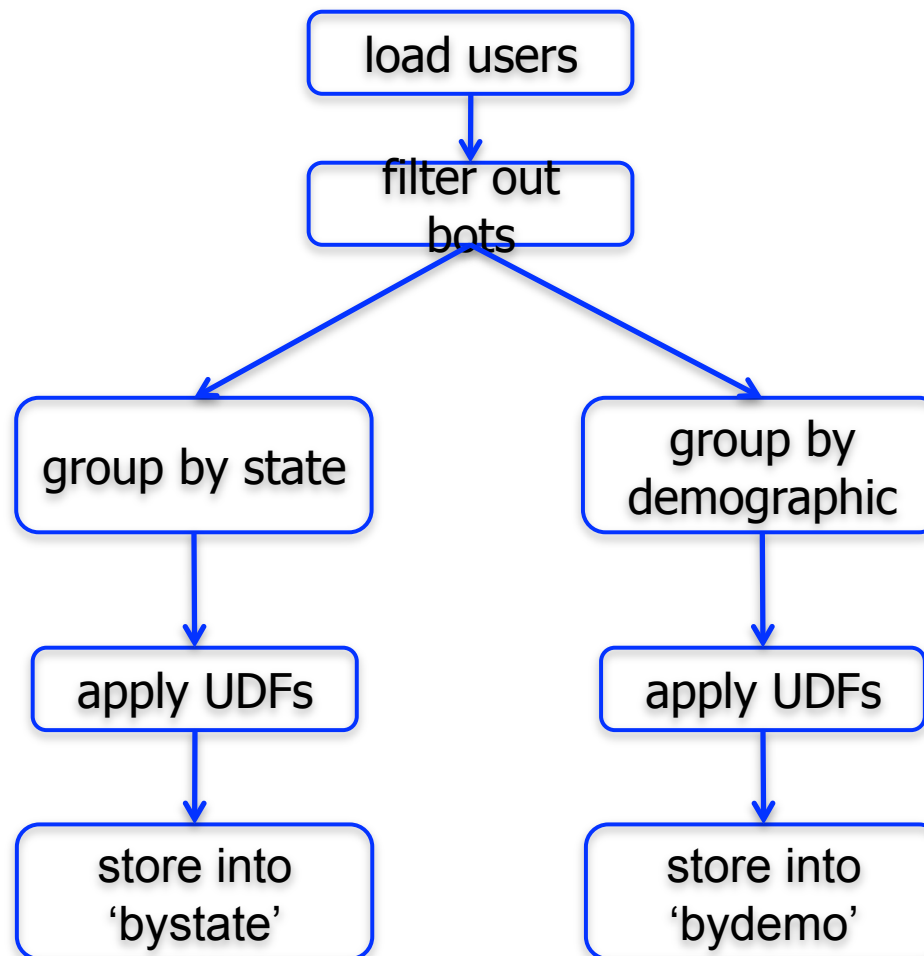 load users
filter out
bots
group by state
group by
demographic
apply UDFs
apply UDFs
store into
‘bystate’
store into
‘bydemo’